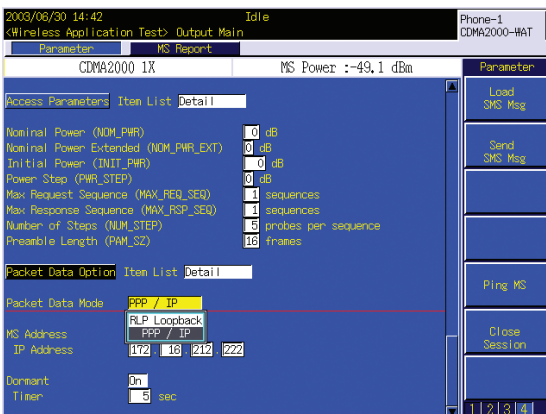 2003/06/30 14:42 Idle
<Wireless Application Test> Output Main
Phone-1
CDMA2000-WAT
Parameter MS Report
CDMA2000 1X MS Power :-49.1 dBm
Parameter
Load
SMS Msg
Access Parameters Item List Detail
Nominal Power (NOM_PWR) 0 dB
Nominal Power Extended (NOM_PWR_EXT) 0 dB
Send
SMS Msg
Initial Power (INIT_PWR) 0 dB
Power Step (PWR_STEP) 0 dB
Max Request Sequence (MAX_REQ_SEQ) 1 sequences
Max Response Sequence (MAX_RSP_SEQ) 1 sequences
Number of Steps (NUM_STEP) 5 probes per sequence
Preamble Length (PAM_SZ) 16 frames
Packet Data Option Item List Detail
Ping MS
Packet Data Mode PPP / IP
RLP Loopback
PPP / IP
MS Address
IP Address 172 . 16 . 212 . 222
Close
Session
Dormant On
Timer 5 sec
1 2 3 4